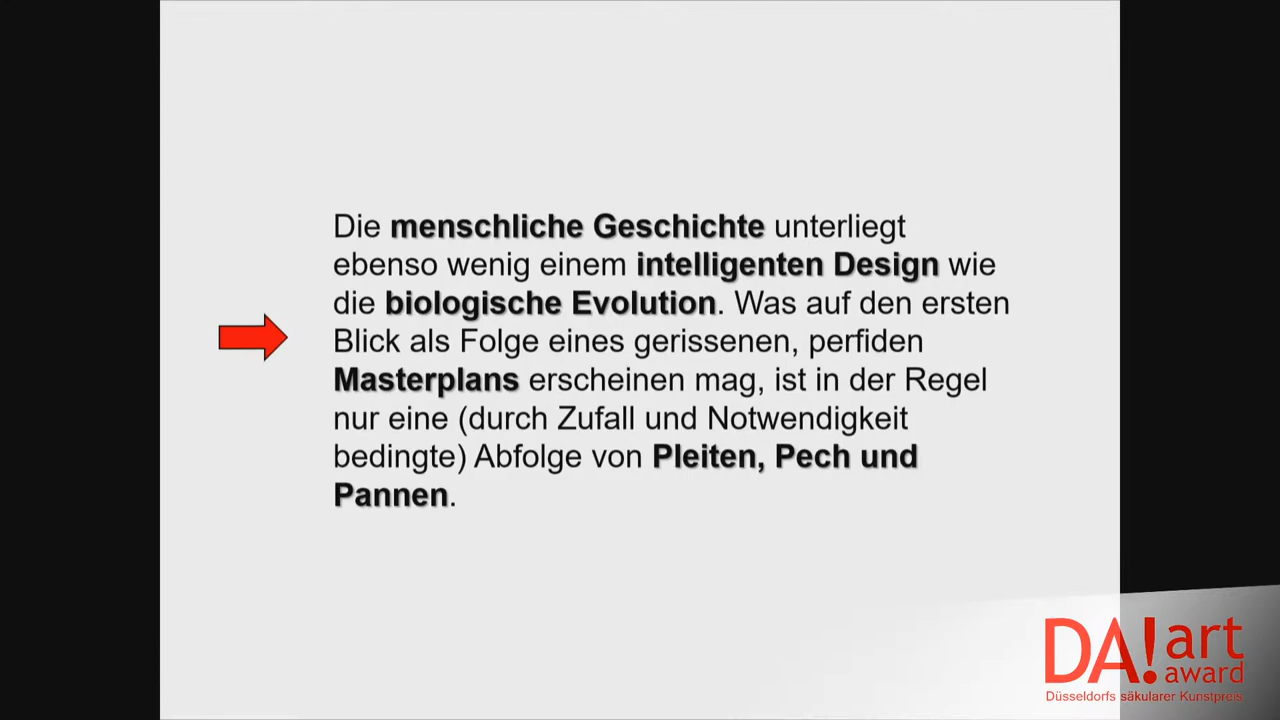 Die menschliche Geschichte unterliegt
ebenso wenig einem intelligenten Design wie
die biologische Evolution. Was auf den ersten
Blick als Folge eines gerissenen, perfiden
Masterplans erscheinen mag, ist in der Regel
nur eine (durch Zufall und Notwendigkeit
bedingte) Abfolge von Pleiten, Pech und
Pannen.
DA!art
award
Düsseldorfs säkularer Kunstpreis